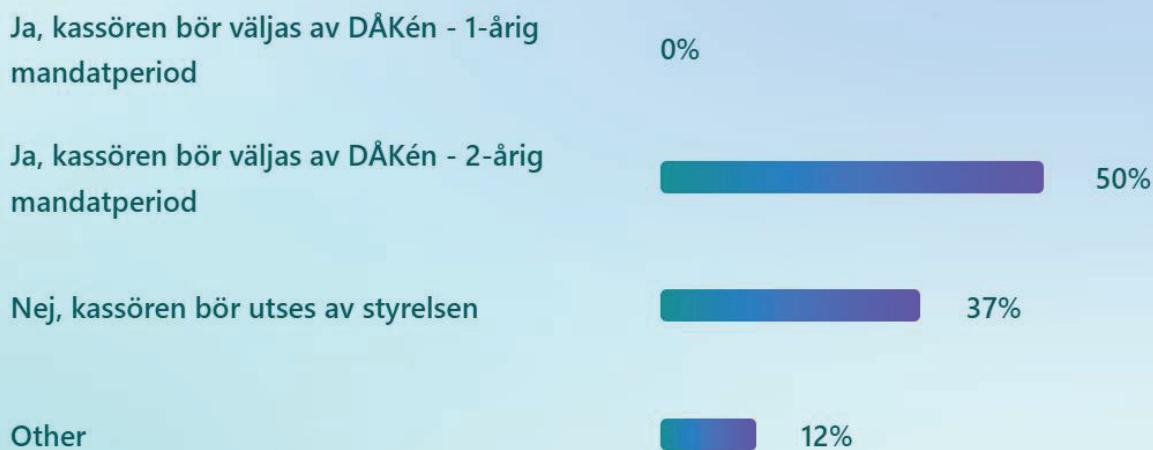 Ja, kassören bör väljas av DÅKén - 1-årig
mandatperiod
0%
Ja, kassören bör väljas av DÅKén - 2-årig
mandatperiod
50%
Nej, kassören bör utses av styrelsen
37%
Other
12%